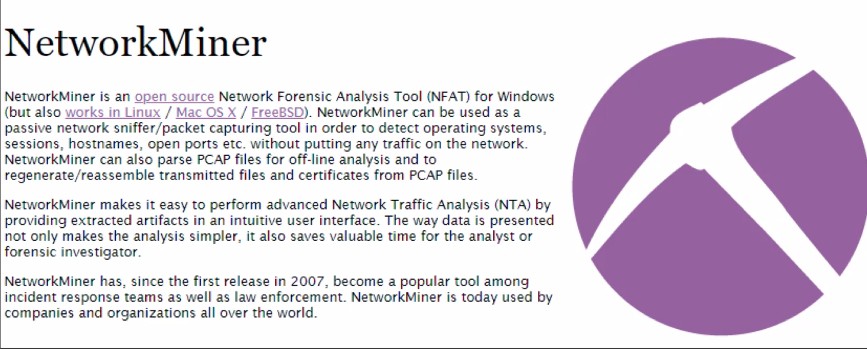 NetworkMiner
NetworkMiner is an open source Network Forensic Analysis Tool (NFAT) for Windows
(but also works in Linux / Mac OS X / FreeBSD). NetworkMiner can be used as a
passive network sniffer/packet capturing tool in order to detect operating systems,
sessions, hostnames, open ports etc. without putting any traffic on the network.
NetworkMiner can also parse PCAP files for off-line analysis and to
regenerate/reassemble transmitted files and certificates from PCAP files.
NetworkMiner makes it easy to perform advanced Network Traffic Analysis (NTA) by
providing extracted artifacts in an intuitive user interface. The way data is presented
not only makes the analysis simpler, it also saves valuable time for the analyst or
forensic investigator.
NetworkMiner has, since the first release in 2007, become a popular tool among
incident response teams as well as law enforcement. NetworkMiner is today used by
companies and organizations all over the world.